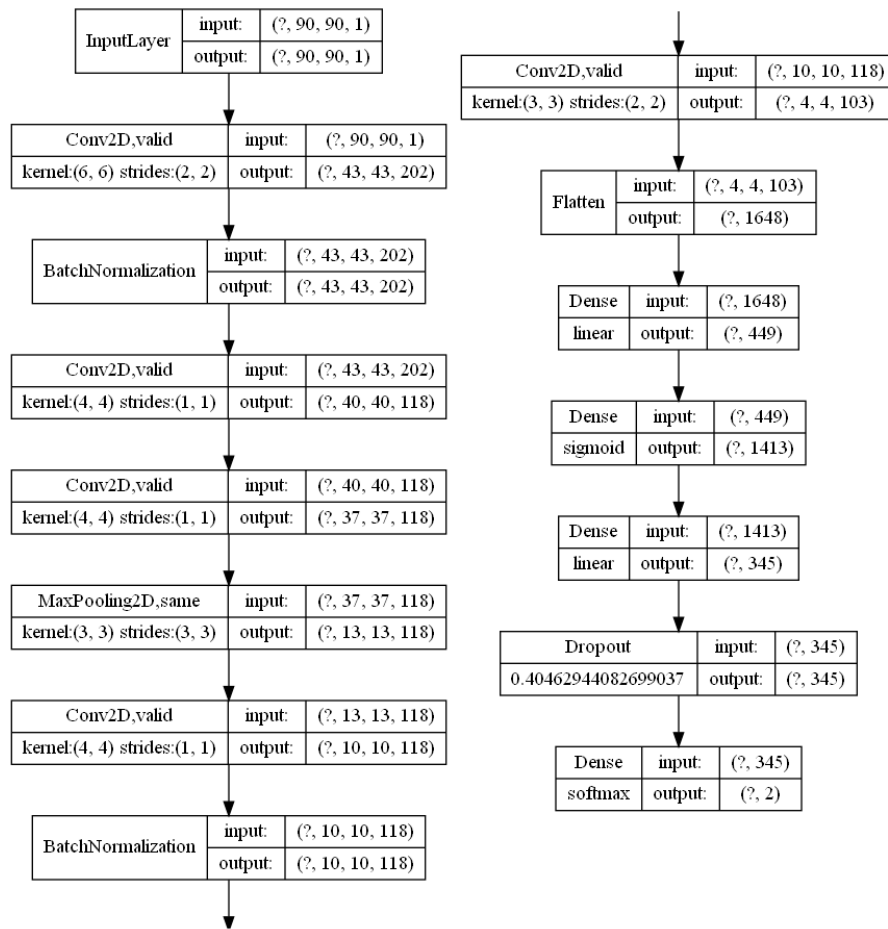 InputLayer input: (?, 90, 90, 1)
output: (?, 90, 90, 1)
Conv2D,valid input: (?, 90, 90, 1)
kernel:(6, 6) strides:(2, 2) output: (?, 43, 43, 202)
BatchNormalization input: (?, 43, 43, 202)
output: (?, 43, 43, 202)
Conv2D,valid input: (?, 43, 43, 202)
kernel:(4, 4) strides:(1, 1) output: (?, 40, 40, 118)
Conv2D,valid input: (?, 40, 40, 118)
kernel:(4, 4) strides:(1, 1) output: (?, 37, 37, 118)
MaxPooling2D,same input: (?, 37, 37, 118)
kernel:(3, 3) strides:(3, 3) output: (?, 13, 13, 118)
Conv2D,valid input: (?, 13, 13, 118)
kernel:(4, 4) strides:(1, 1) output: (?, 10, 10, 118)
BatchNormalization input: (?, 10, 10, 118)
output: (?, 10, 10, 118)
Conv2D,valid input: (?, 10, 10, 118)
kernel:(3, 3) strides:(2, 2) output: (?, 4, 4, 103)
Flatten input: (?, 4, 4, 103)
output: (?, 1648)
Dense input: (?, 1648)
linear output: (?, 449)
Dense input: (?, 449)
sigmoid output: (?, 1413)
Dense input: (?, 1413)
linear output: (?, 345)
Dropout input: (?, 345)
0.40462944082699037 output: (?, 345)
Dense input: (?, 345)
softmax output: (?, 2)